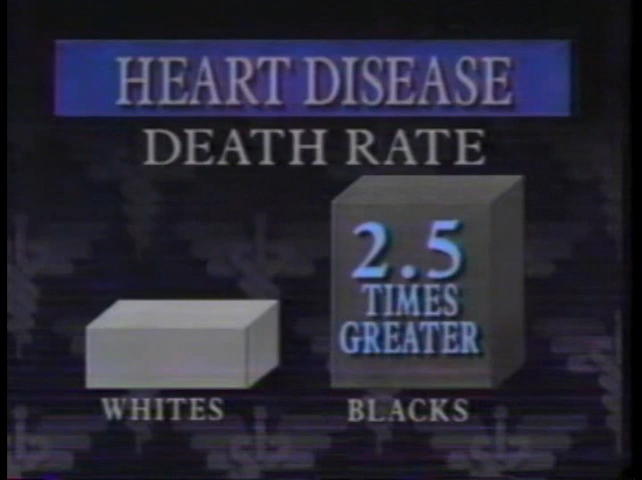 HEART DISEASE
DEATH RATE
2.5
TIMES
GREATER
WHITES
BLACKS